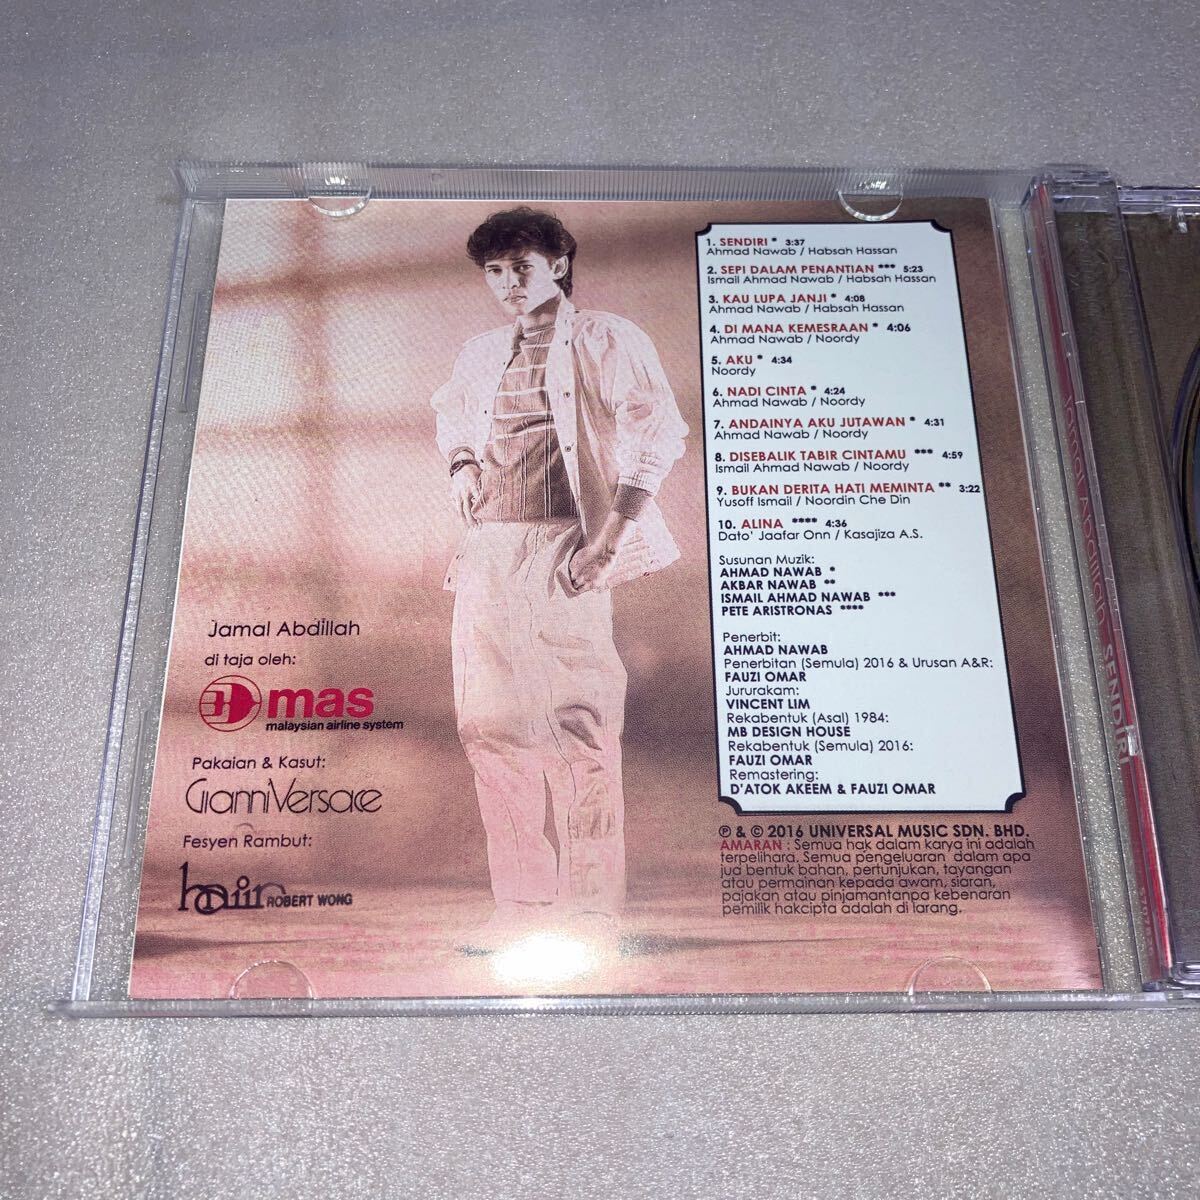 1. SENDIRI * 3:37
Ahmad Nawab / Habsah Hassan
2. SEPI DALAM PENANTIAN *** 5:23
Ismail Ahmad Nawab / Habsah Hassan
3. KAU LUPA JANJI * 4:08
Ahmad Nawab / Habsah Hassan
4. DI MANA KEMESRAAN * 4:06
Ahmad Nawab / Noordy
5. AKU * 4:34
Noordy
6. NADI CINTA * 4:24
Ahmad Nawab / Noordy
7. ANDAINYA AKU JUTAWAN * 4:31
Ahmad Nawab / Noordy
8. DISEBALIK TABIR CINTAMU *** 4:59
Ismail Ahmad Nawab / Noordy
9. BUKAN DERITA HATI MEMINTA ** 3:22
Yusoff Ismail / Noordin Che Din
10. ALINA **** 4:36
Dato' Jaafar Onn / Kasajiza A.S.
Susunan Muzik:
AHMAD NAWAB *
AKBAR NAWAB **
ISMAIL AHMAD NAWAB ***
PETE ARISTRONAS ****
Penerbit:
AHMAD NAWAB
Penerbitan (Semula) 2016 & Urusan A&R:
FAUZI OMAR
Jururakam:
VINCENT LIM
Rekabentuk (Asal) 1984:
MB DESIGN HOUSE
Rekabentuk (Semula) 2016:
FAUZI OMAR
Remastering:
D'ATOK AKEEM & FAUZI OMAR
℗ & © 2016 UNIVERSAL MUSIC SDN. BHD.
AMARAN : Semua hak dalam karya ini adalah
terpelihara. Semua pengeluaran dalam apa
jua bentuk bahan, pertunjukan, tayangan
atau permainan kepada awam, siaran,
pajakan atau pinjamantanpa kebenaran
pemilik hakcipta adalah di larang.
Jamal Abdillah
di taja oleh:
mas
malaysian airline system
Pakaian & Kasut:
Gianni Versace
Fesyen Rambut:
hair ROBERT WONG
Jamal Abdillah SENDIRI